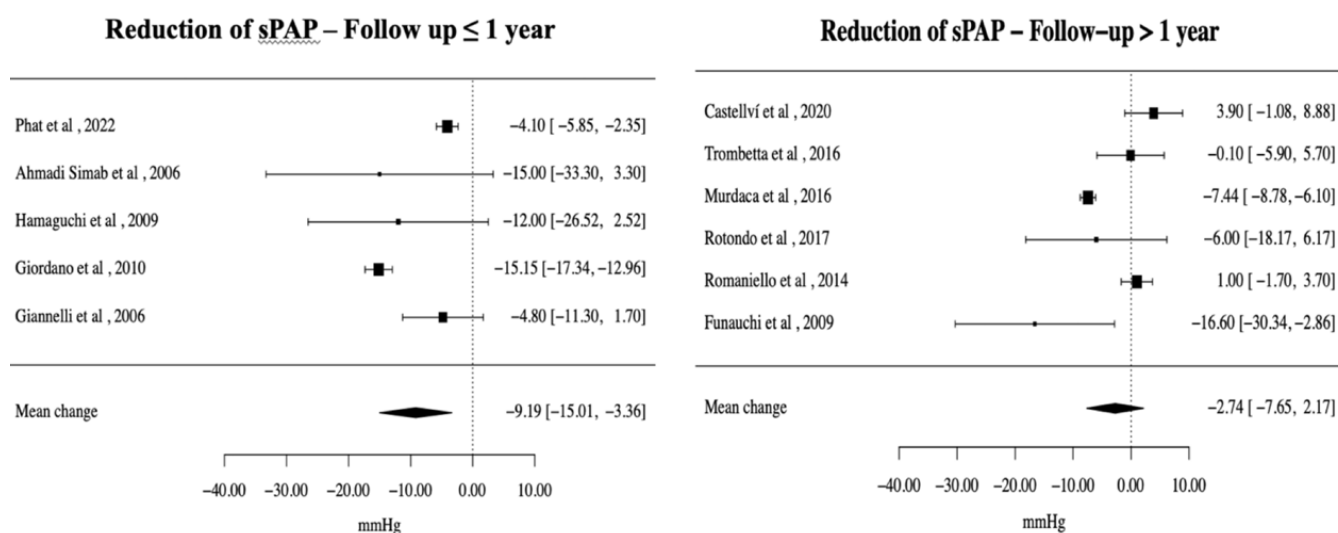 Reduction of sPAP – Follow up ≤ 1 year
Phat et al , 2022 −4.10 [ −5.85, −2.35]
Ahmadi Simab et al , 2006 −15.00 [−33.30, 3.30]
Hamaguchi et al , 2009 −12.00 [−26.52, 2.52]
Giordano et al , 2010 −15.15 [−17.34, −12.96]
Giannelli et al , 2006 −4.80 [−11.30, 1.70]
Mean change −9.19 [−15.01, −3.36]
−40.00 −30.00 −20.00 −10.00 0.00 10.00
mmHg
Reduction of sPAP – Follow−up > 1 year
Castellví et al , 2020 3.90 [ −1.08, 8.88]
Trombetta et al , 2016 −0.10 [ −5.90, 5.70]
Murdaca et al , 2016 −7.44 [ −8.78, −6.10]
Rotondo et al , 2017 −6.00 [−18.17, 6.17]
Romaniello et al , 2014 1.00 [ −1.70, 3.70]
Funauchi et al , 2009 −16.60 [−30.34, −2.86]
Mean change −2.74 [ −7.65, 2.17]
−40.00 −30.00 −20.00 −10.00 0.00 10.00
mmHg